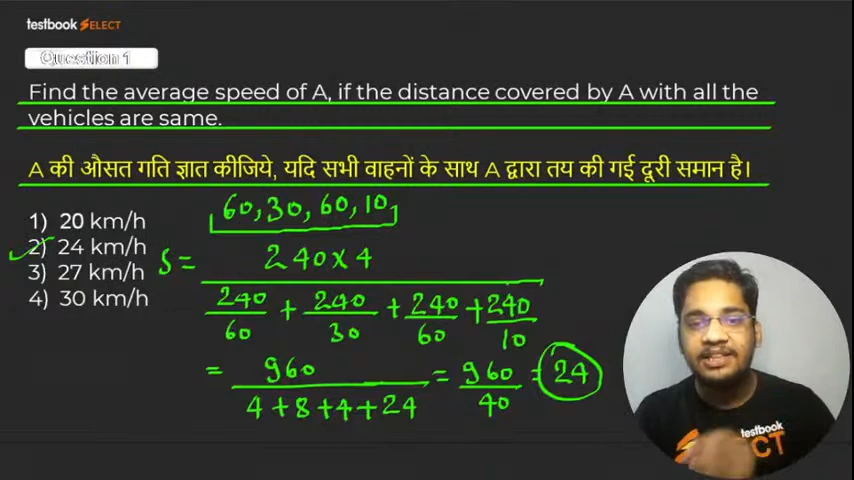 testbook SELECT
Question 1
Find the average speed of A, if the distance covered by A with all the
vehicles are same.
A की औसत गति ज्ञात कीजिये, यदि सभी वाहनों के साथ A द्वारा तय की गई दूरी समान है।
60, 30, 60, 10
1) 20 km/h
2) 24 km/h
3) 27 km/h
4) 30 km/h
S = 240 x 4
240/60 + 240/30 + 240/60 + 240/10
= 960 / 4+8+4+24 = 960/40 = 24
testbook
SELECT